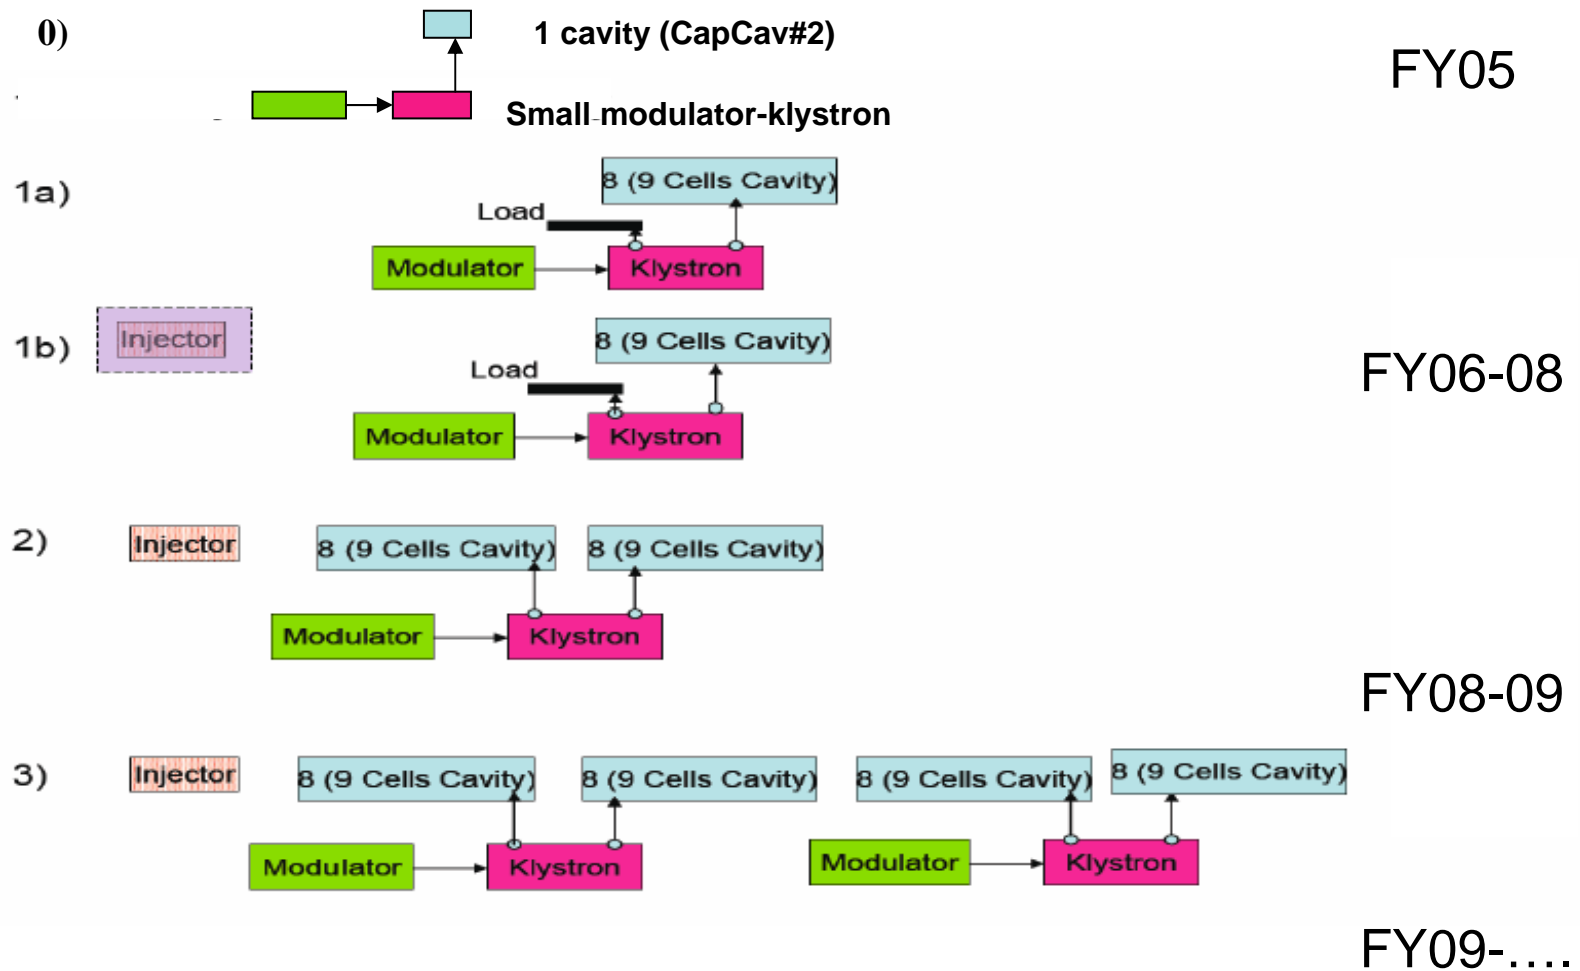 0)
1 cavity (CapCav#2)
FY05
Small modulator-klystron
1a)
8 (9 Cells Cavity)
Load
Modulator
Klystron
1b)
Injector
8 (9 Cells Cavity)
Load
FY06-08
Modulator
Klystron
2)
Injector
8 (9 Cells Cavity)
8 (9 Cells Cavity)
Modulator
Klystron
FY08-09
3)
Injector
8 (9 Cells Cavity)
8 (9 Cells Cavity)
8 (9 Cells Cavity)
8 (9 Cells Cavity)
Modulator
Klystron
Modulator
Klystron
FY09-....